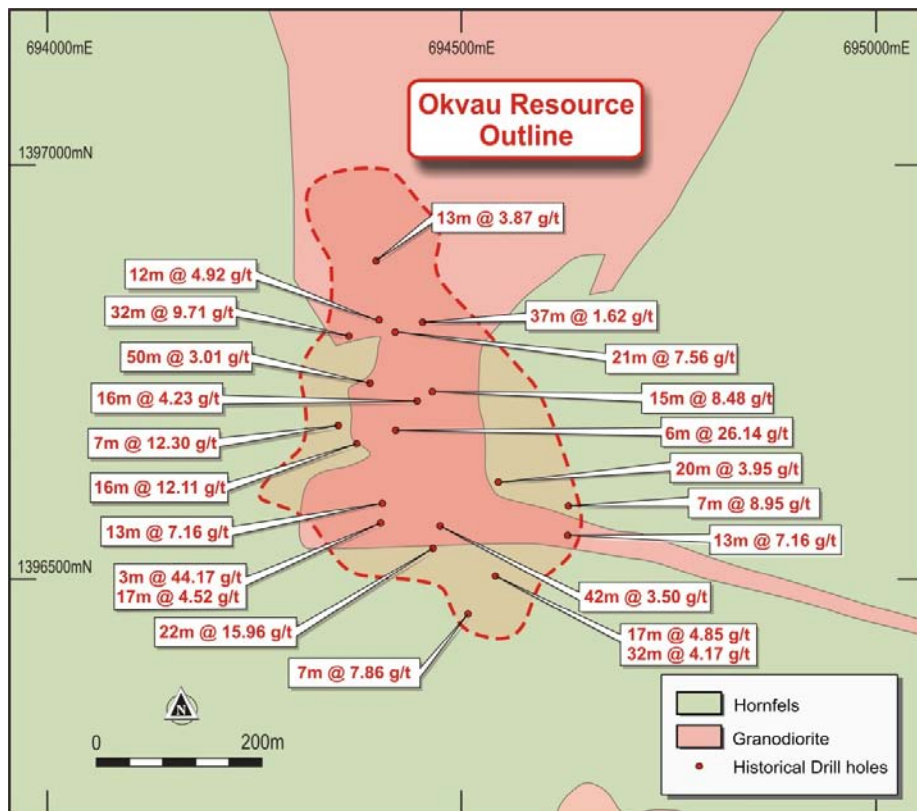 694000mE
694500mE
695000mE
Okvau Resource
Outline
1397000mN
13m @ 3.87 g/t
12m @ 4.92 g/t
32m @ 9.71 g/t
37m @ 1.62 g/t
50m @ 3.01 g/t
21m @ 7.56 g/t
16m @ 4.23 g/t
15m @ 8.48 g/t
7m @ 12.30 g/t
6m @ 26.14 g/t
16m @ 12.11 g/t
20m @ 3.95 g/t
7m @ 8.95 g/t
13m @ 7.16 g/t
13m @ 7.16 g/t
1396500mN
3m @ 44.17 g/t
17m @ 4.52 g/t
42m @ 3.50 g/t
22m @ 15.96 g/t
17m @ 4.85 g/t
32m @ 4.17 g/t
7m @ 7.86 g/t
N
0
200m
Hornfels
Granodiorite
Historical Drill holes